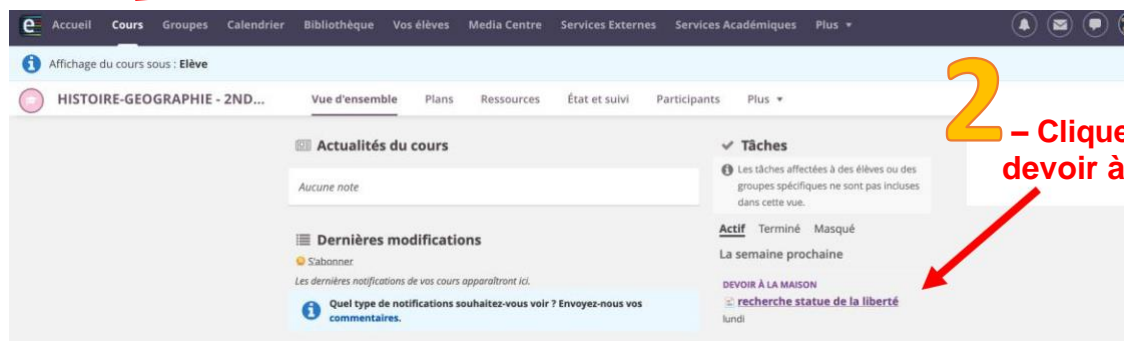 e Accueil Cours Groupes Calendrier Bibliothèque Vos élèves Media Centre Services Externes Services Académiques Plus
Affichage du cours sous : Elève
HISTOIRE-GEOGRAPHIE - 2ND... Vue d'ensemble Plans Ressources État et suivi Participants Plus
2 – Clique
devoir à
Actualités du cours
Aucune note
Dernières modifications
S'abonner
Les dernières notifications de vos cours apparaîtront ici.
Quel type de notifications souhaitez-vous voir ? Envoyez-nous vos
commentaires.
Tâches
Les tâches affectées à des élèves ou des
groupes spécifiques ne sont pas incluses
dans cette vue.
Actif Terminé Masqué
La semaine prochaine
DEVOIR À LA MAISON
recherche statue de la liberté
lundi